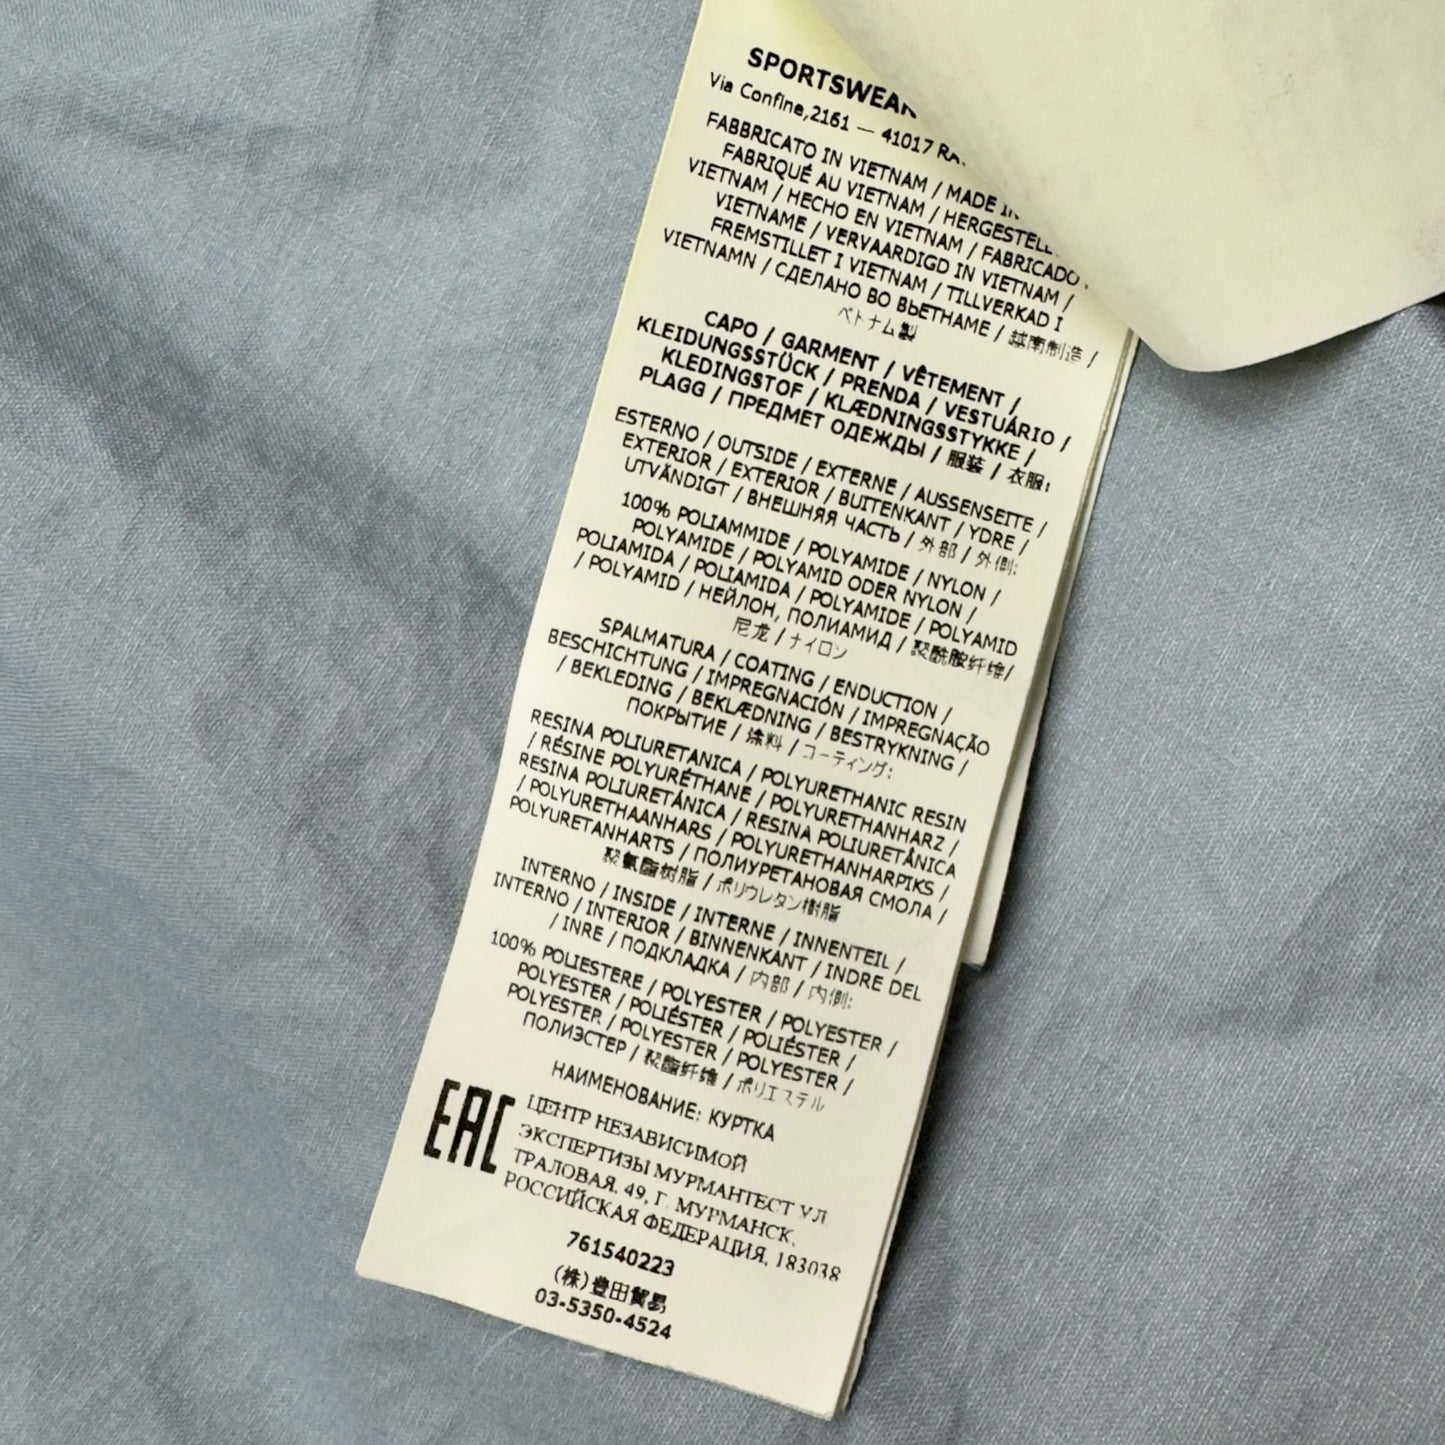 SPORTSWEAR
Via Confine,2161 — 41017
FABBRICATO IN VIETNAM / MADE IN
FABRIQUÉ AU VIETNAM / HERGESTELL
VIETNAM / HECHO EN VIETNAM / FABRICADO
VIETNAME / VERVAARDIGD IN VIETNAM /
FREMSTILLET I VIETNAM / TILLVERKAD I
VIETNAMN / СДЕЛАНО ВО ВЬЕТНАМЕ / 越南制造 /
ベトナム製
CAPO / GARMENT / VÊTEMENT /
KLEIDUNGSSTÜCK / PRENDA / VESTUÁRIO /
KLEDINGSTOF / KLÆDNINGSSTYKKE /
PLAGG / ПРЕДМЕТ ОДЕЖДЫ / 服装 / 衣服:
ESTERNO / OUTSIDE / EXTERNE / AUSSENSEITE /
EXTERIOR / EXTERIOR / BUITENKANT / YDRE /
UTVÄNDIGT / ВНЕШНЯЯ ЧАСТЬ / 外部 / 外側:
100% POLIAMMIDE / POLYAMIDE / NYLON /
POLYAMIDE / POLYAMID ODER NYLON /
POLIAMIDA / POLIAMIDA / POLYAMIDE / POLYAMID
/ POLYAMID / НЕЙЛОН, ПОЛИАМИД / 聚酰胺纤维/
尼龙 / ナイロン
SPALMATURA / COATING / ENDUCTION /
BESCHICHTUNG / IMPREGNACIÓN / IMPREGNAÇÃO
/ BEKLEDING / BEKLÆDNING / BESTRYKNING /
ПОКРЫТИЕ / 涂料 / コーティング:
RESINA POLIURETANICA / POLYURETHANIC RESIN
/ RÉSINE POLYURÉTHANE / POLYURETHANHARZ /
RESINA POLIURETÁNICA / RESINA POLIURETÂNICA
/ POLYURETHAANHARS / POLYURETHANHARPIKS /
POLYURETANHARTS / ПОЛИУРЕТАНОВАЯ СМОЛА /
聚氨酯树脂 / ポリウレタン樹脂
INTERNO / INSIDE / INTERNE / INNENTEIL /
INTERNO / INTERIOR / BINNENKANT / INDRE DEL
/ INRE / ПОДКЛАДКА / 内部 / 内側:
100% POLIESTERE / POLYESTER / POLYESTER /
POLYESTER / POLIÉSTER / POLIÉSTER /
POLYESTER / POLYESTER / POLYESTER /
ПОЛИЭСТЕР / 聚酯纤维 / ポリエステル
НАИМЕНОВАНИЕ: КУРТКА
EAC ЦЕНТР НЕЗАВИСИМОЙ
ЭКСПЕРТИЗЫ МУРМАНТЕСТ УЛ.
ТРАЛОВАЯ, 49, Г. МУРМАНСК,
РОССИЙСКАЯ ФЕДЕРАЦИЯ, 183038
761540223
(株)豊田貿易
03-5350-4524